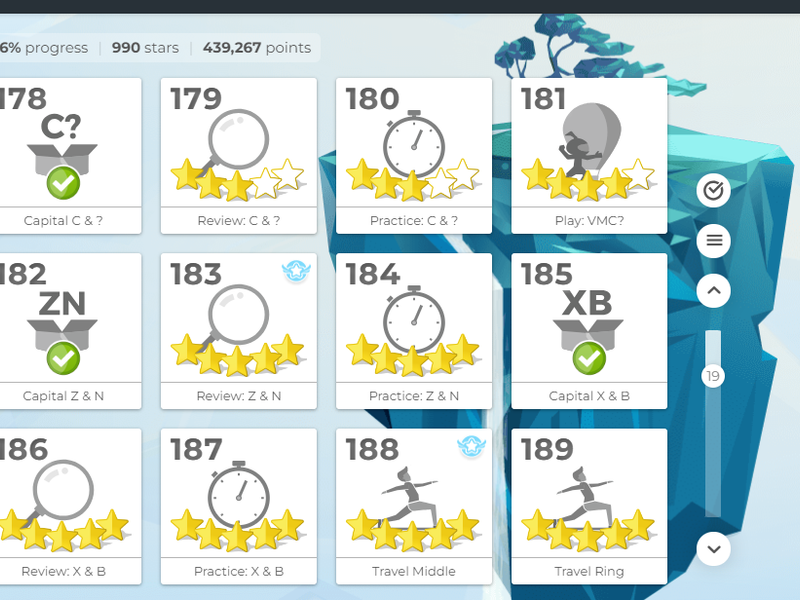 6% progress | 990 stars | 439,267 points
178 179 180 181
C?
Capital C & ? Review: C & ? Practice: C & ? Play: VMC?
182 183 184 185
ZN XB
Capital Z & N Review: Z & N Practice: Z & N Capital X & B
19
186 187 188 189
Review: X & B Practice: X & B Travel Middle Travel Ring